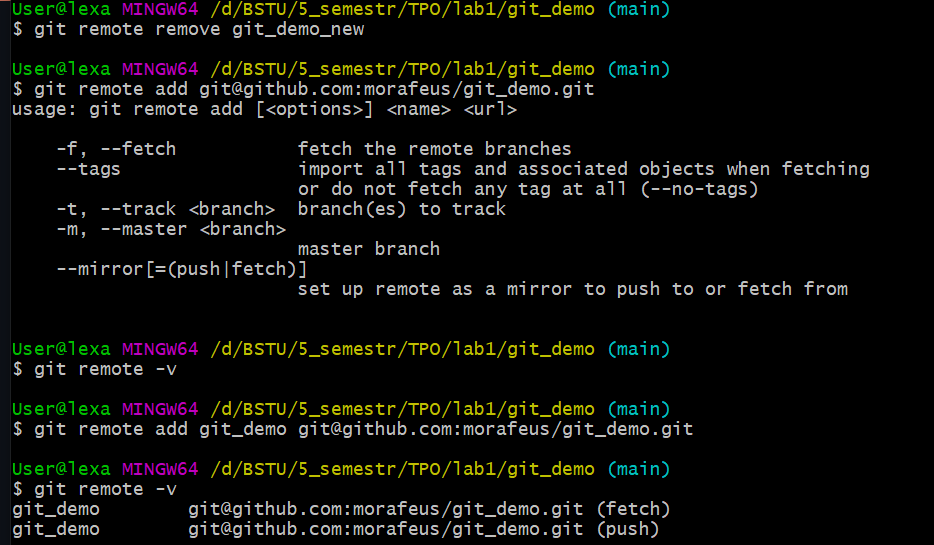 User@lexa MINGW64 /d/BSTU/5_semestr/TPO/lab1/git_demo (main)
$ git remote remove git_demo_new
User@lexa MINGW64 /d/BSTU/5_semestr/TPO/lab1/git_demo (main)
$ git remote add git@github.com:morafeus/git_demo.git
usage: git remote add [<options>] <name> <url>
-f, --fetch fetch the remote branches
--tags import all tags and associated objects when fetching
or do not fetch any tag at all (--no-tags)
-t, --track <branch> branch(es) to track
-m, --master <branch>
master branch
--mirror[=(push|fetch)]
set up remote as a mirror to push to or fetch from
User@lexa MINGW64 /d/BSTU/5_semestr/TPO/lab1/git_demo (main)
$ git remote -v
User@lexa MINGW64 /d/BSTU/5_semestr/TPO/lab1/git_demo (main)
$ git remote add git_demo git@github.com:morafeus/git_demo.git
User@lexa MINGW64 /d/BSTU/5_semestr/TPO/lab1/git_demo (main)
$ git remote -v
git_demo git@github.com:morafeus/git_demo.git (fetch)
git_demo git@github.com:morafeus/git_demo.git (push)